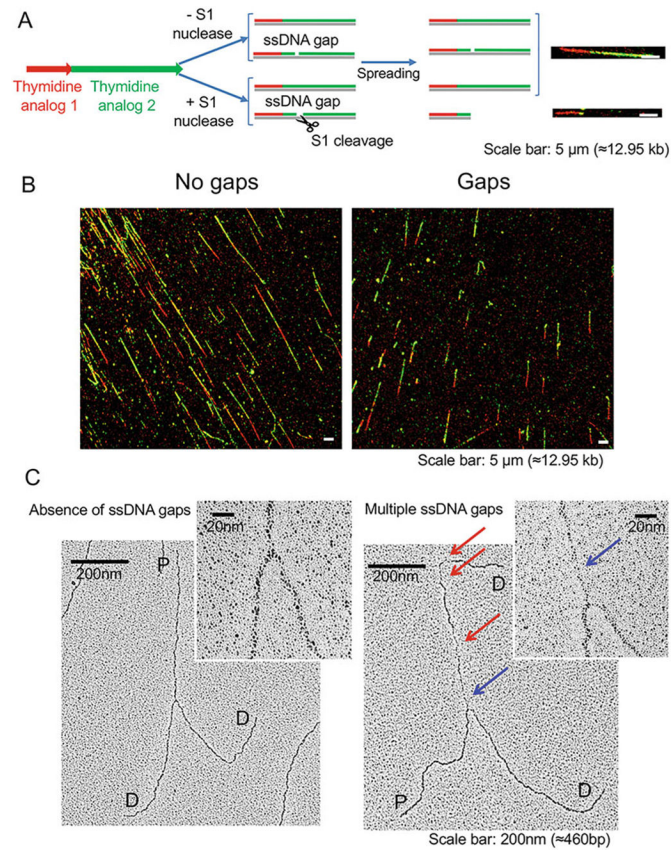 A
- S1
nuclease
ssDNA gap
Thymidine
analog 1
Thymidine
analog 2
Spreading
+ S1
nuclease
ssDNA gap
S1 cleavage
Scale bar: 5 µm (≈12.95 kb)
B
No gaps
Gaps
Scale bar: 5 µm (≈12.95 kb)
C
Absence of ssDNA gaps
20nm
P
200nm
D
D
Multiple ssDNA gaps
20nm
200nm
D
P
D
Scale bar: 200nm (≈460bp)